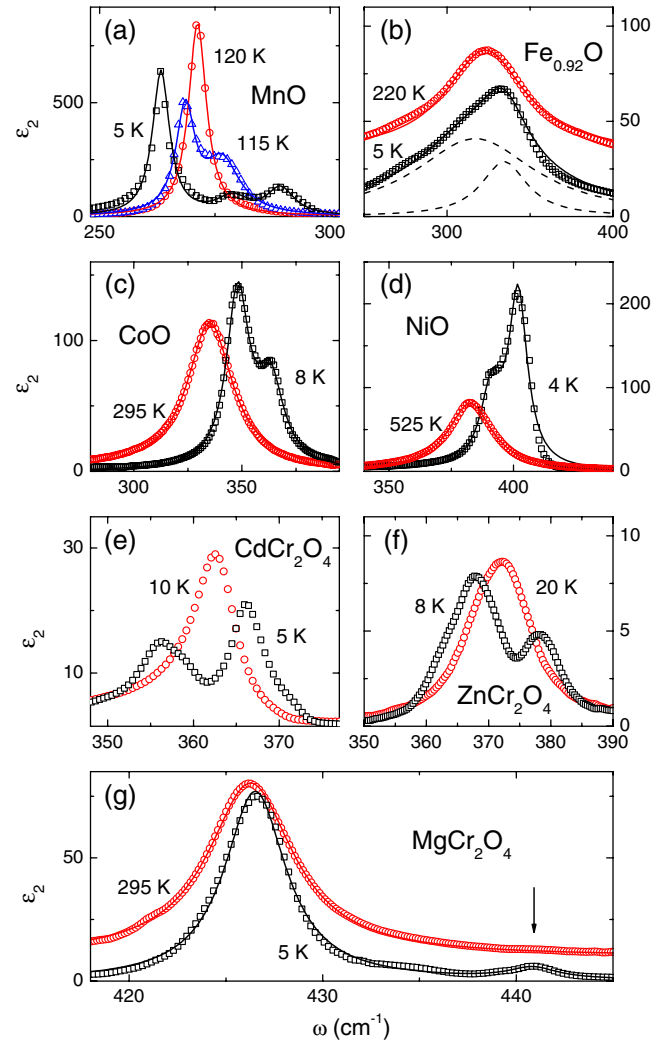 (a)
120 K
MnO
5 K
115 K
ε₂
500
0
250
300
(b)
Fe₀.₉₂O
220 K
5 K
100
50
0
300
400
(c)
CoO
295 K
8 K
ε₂
100
0
300
350
(d)
NiO
525 K
4 K
200
100
0
350
400
(e)
CdCr₂O₄
10 K
5 K
ε₂
30
10
350
360
370
(f)
20 K
8 K
ZnCr₂O₄
10
5
0
350
360
370
380
390
(g)
MgCr₂O₄
295 K
5 K
ε₂
75
0
420
430
440
ω (cm⁻¹)